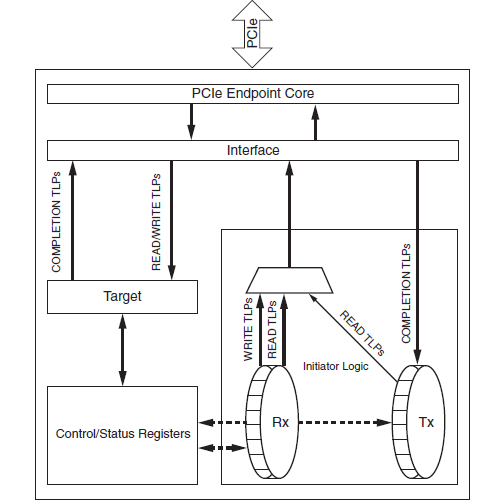 PCIe
PCIe Endpoint Core
Interface
COMPLETION TLPs
READ/WRITE TLPs
COMPLETION TLPs
Target
WRITE TLPs
READ TLPs
READ TLPs
Initiator Logic
Control/Status Registers
Rx
Tx